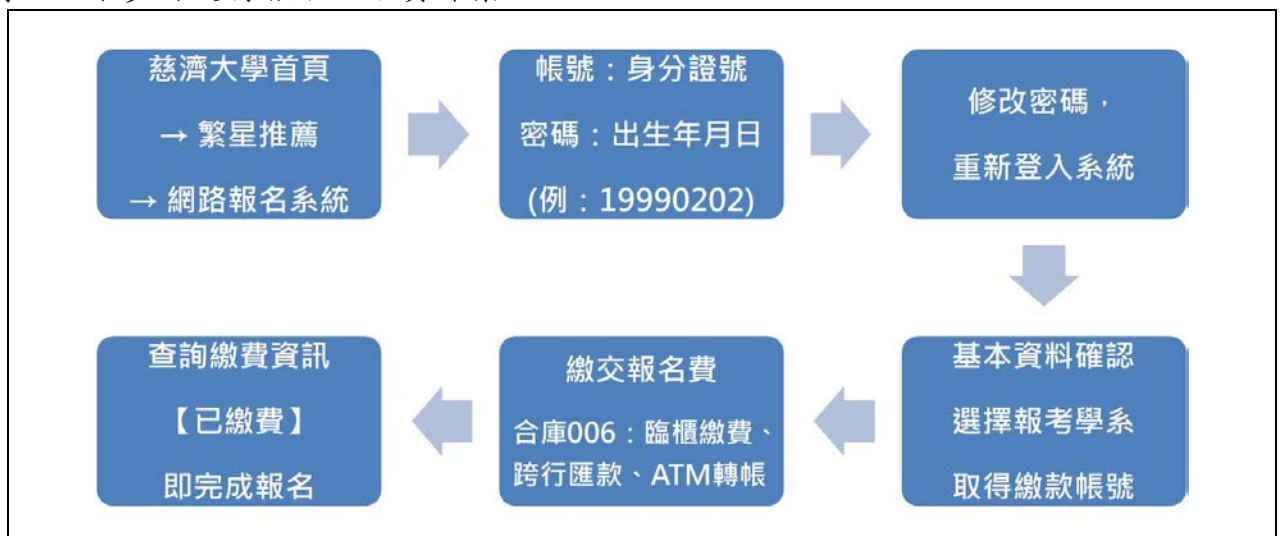 慈濟大學首頁
→ 繁星推薦
→ 網路報名系統
帳號：身分證號
密碼：出生年月日
(例：19990202)
修改密碼，
重新登入系統
基本資料確認
選擇報考學系
取得繳款帳號
繳交報名費
合庫006：臨櫃繳費、
跨行匯款、ATM轉帳
查詢繳費資訊
【已繳費】
即完成報名